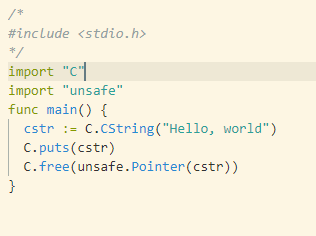 /*
#include <stdio.h>
*/
import "C"
import "unsafe"
func main() {
  cstr := C.CString("Hello, world")
  C.puts(cstr)
  C.free(unsafe.Pointer(cstr))
}